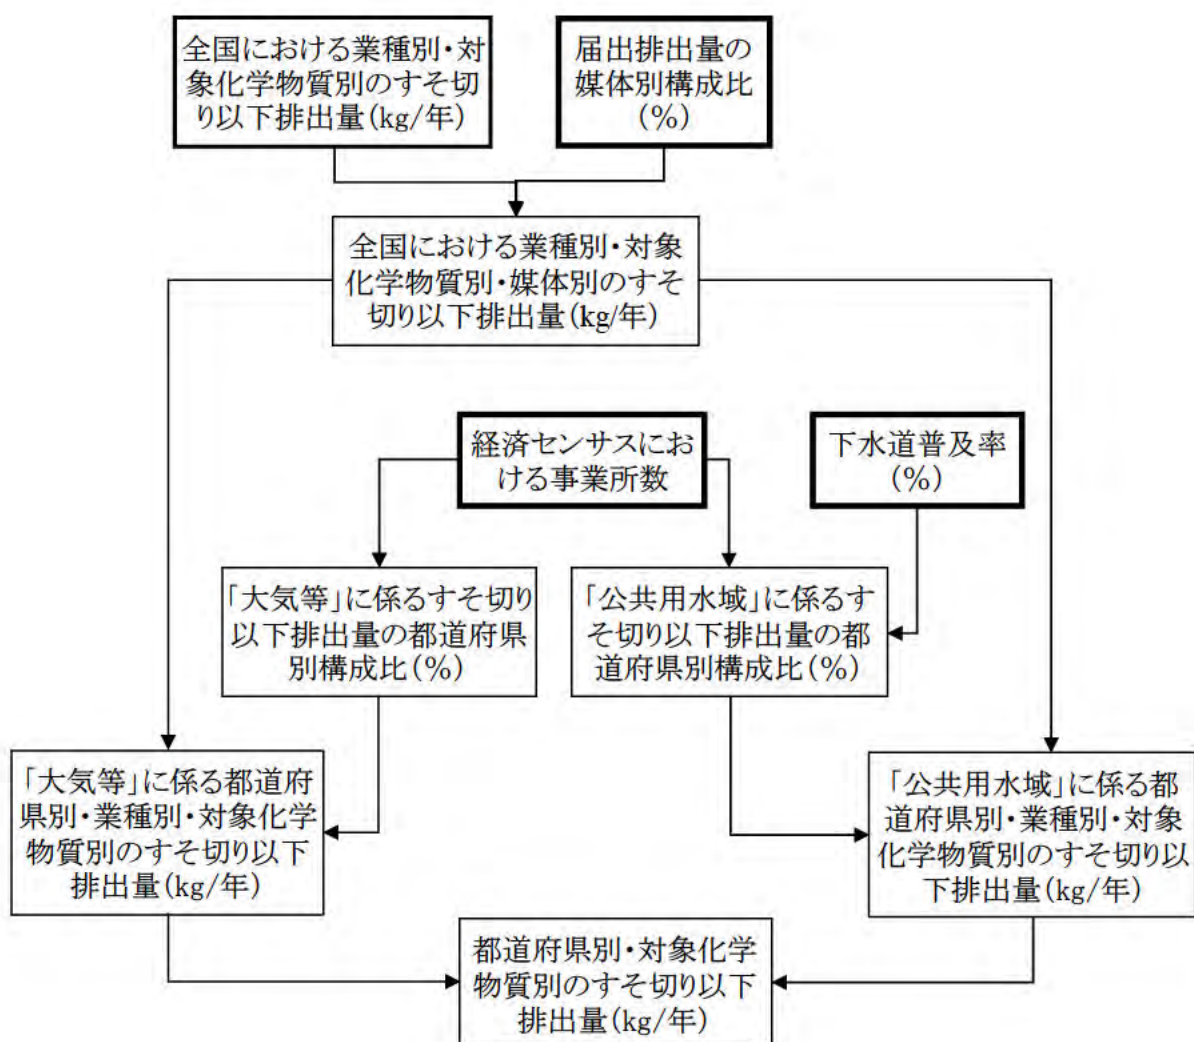 全国における業種別・対
象化学物質別のすそ切
り以下排出量(kg/年)
届出排出量の
媒体別構成比
(%)
全国における業種別・対象
化学物質別・媒体別のすそ
切り以下排出量(kg/年)
経済センサスにお
ける事業所数
下水道普及率
(%)
「大気等」に係るすそ切り
以下排出量の都道府県
別構成比(%)
「公共用水域」に係るす
そ切り以下排出量の都
道府県別構成比(%)
「大気等」に係る都道府
県別・業種別・対象化学
物質別のすそ切り以下
排出量(kg/年)
「公共用水域」に係る都
道府県別・業種別・対象
化学物質別のすそ切り以
下排出量(kg/年)
都道府県別・対象化学
物質別のすそ切り以下
排出量(kg/年)